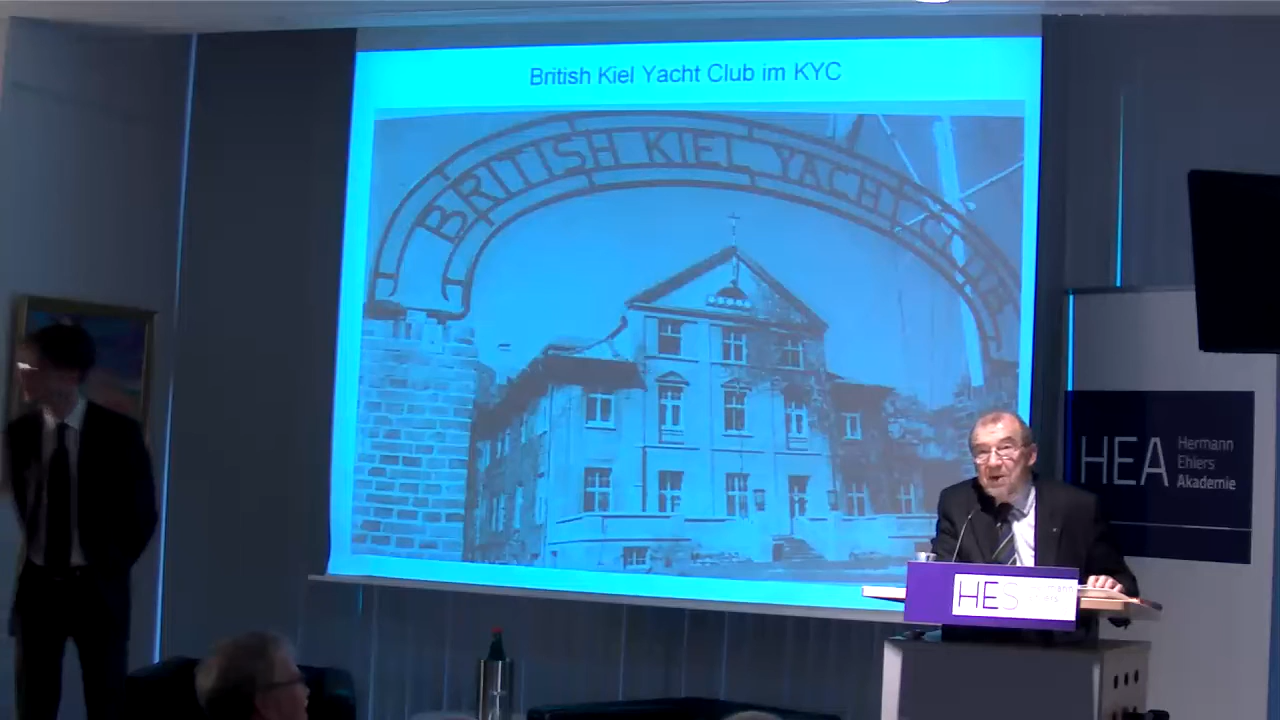 British Kiel Yacht Club im KYC
BRITISH KIEL YACHT CLUB
HEA
Hermann
Ehlers
Akademie
HES